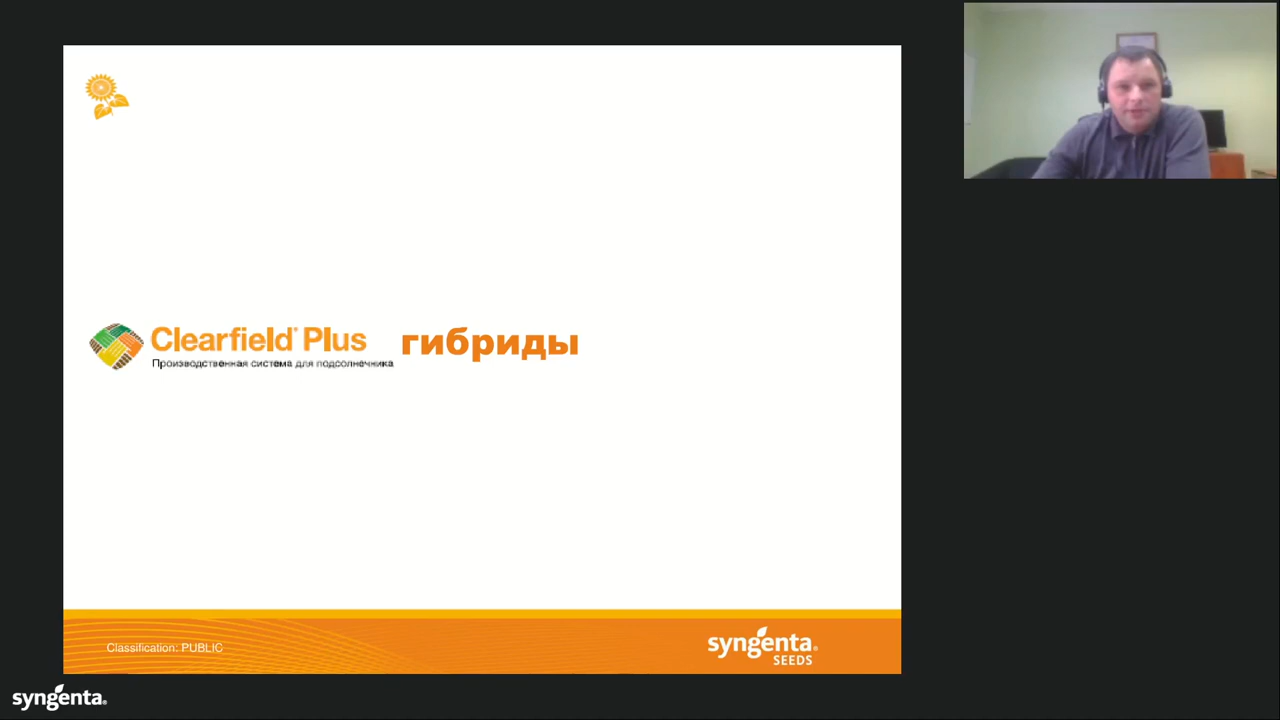 Clearfield® Plus гибриды
Производственная система для подсолнечника
Classification: PUBLIC
syngenta®
SEEDS
syngenta®